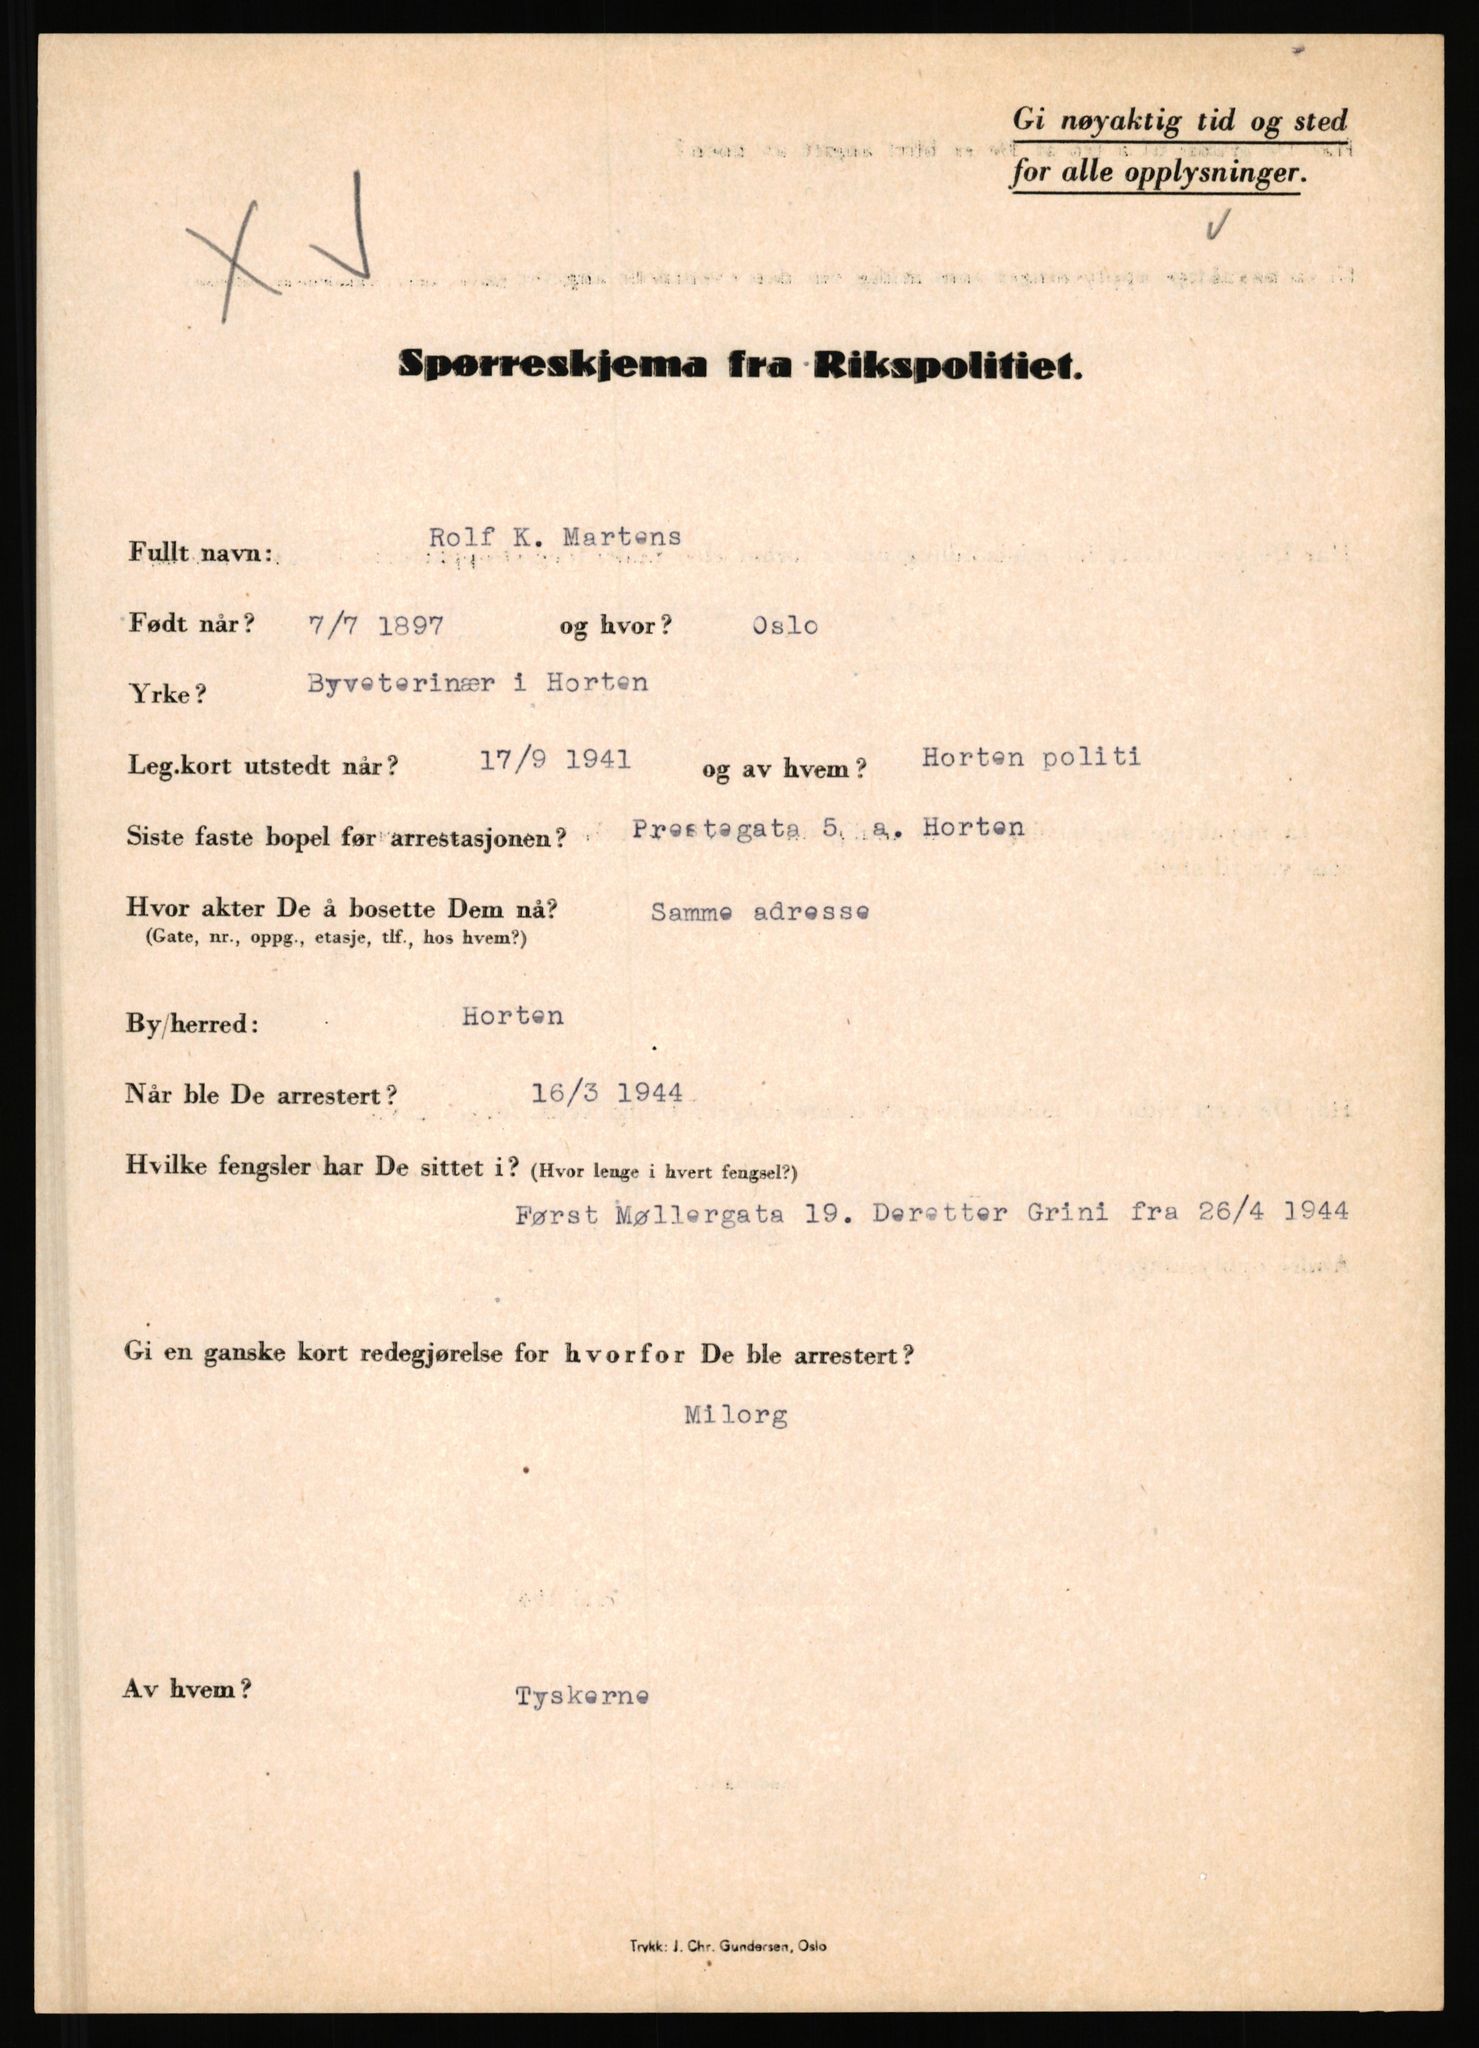 Gi nøyaktig tid og sted
for alle opplysninger.
Spørreskjema fra Rikspolitiet.
Fullt navn: Rolf K. Martens
Født når? 7/7 1897 og hvor? Oslo
Yrke? Byveterinær i Horten
Leg.kort utstedt når? 17/9 1941 og av hvem? Horten politi
Siste faste bopel før arrestasjonen? Prestegata 5 a. Horten
Hvor akter De å bosette Dem nå? Samme adresse
(Gate, nr., oppg., etasje, tlf., hos hvem?)
By/herred: Horten
Når ble De arrestert? 16/3 1944
Hvilke fengsler har De sittet i? (Hvor lenge i hvert fengsel?)
Først Møllergata 19. Deretter Grini fra 26/4 1944
Gi en ganske kort redegjørelse for hvorfor De ble arrestert?
Milorg
Av hvem? Tyskerne
Trykk: J. Chr. Gundersen, Oslo